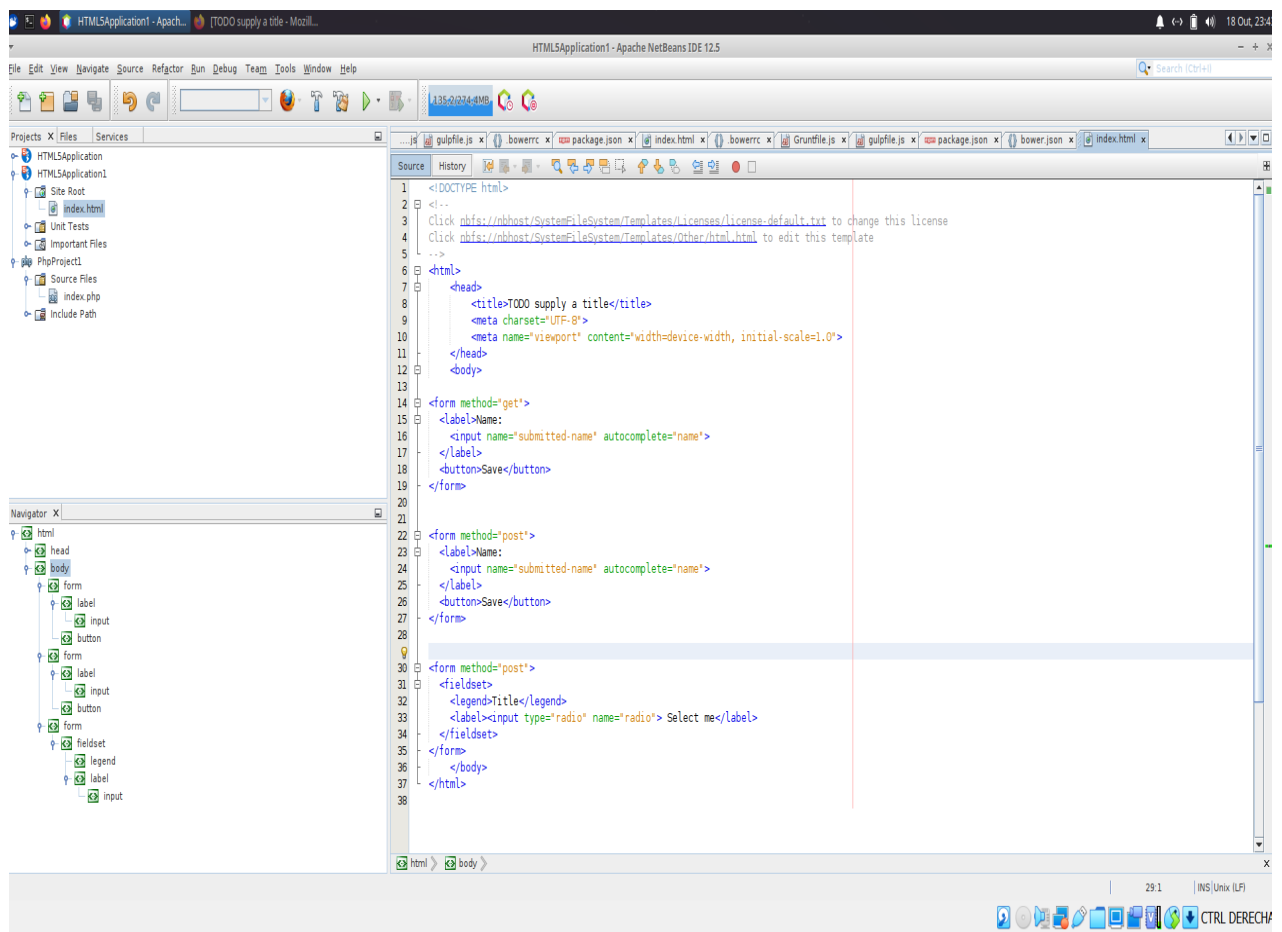 HTML5Application1 - Apach... [TODO supply a title - Mozill... 18 Out, 23:43
HTML5Application1 - Apache NetBeans IDE 12.5
File Edit View Navigate Source Refactor Run Debug Team Tools Window Help Search (Ctrl+I)
135,2/274,4MB
Projects X Files Services
HTML5Application
HTML5Application1
Site Root
index.html
Unit Tests
Important Files
PhpProject1
Source Files
index.php
Include Path
Navigator X
html
head
body
form
label
input
button
form
label
input
button
form
fieldset
legend
label
input
....js gulpfile.js x .bowerrc x package.json x index.html x .bowerrc x Gruntfile.js x gulpfile.js x package.json x bower.json x index.html x
Source History
1 <!DOCTYPE html>
2 <!--
3 Click nbfs://nbhost/SystemFileSystem/Templates/Licenses/license-default.txt to change this license
4 Click nbfs://nbhost/SystemFileSystem/Templates/Other/html.html to edit this template
5 -->
6 <html>
7 <head>
8 <title>TODO supply a title</title>
9 <meta charset="UTF-8">
10 <meta name="viewport" content="width=device-width, initial-scale=1.0">
11 </head>
12 <body>
13
14 <form method="get">
15 <label>Name:
16 <input name="submitted-name" autocomplete="name">
17 </label>
18 <button>Save</button>
19 </form>
20
21
22 <form method="post">
23 <label>Name:
24 <input name="submitted-name" autocomplete="name">
25 </label>
26 <button>Save</button>
27 </form>
28
30 <form method="post">
31 <fieldset>
32 <legend>Title</legend>
33 <label><input type="radio" name="radio"> Select me</label>
34 </fieldset>
35 </form>
36 </body>
37 </html>
38
html body
29:1 INS Unix (LF)
CTRL DERECHA